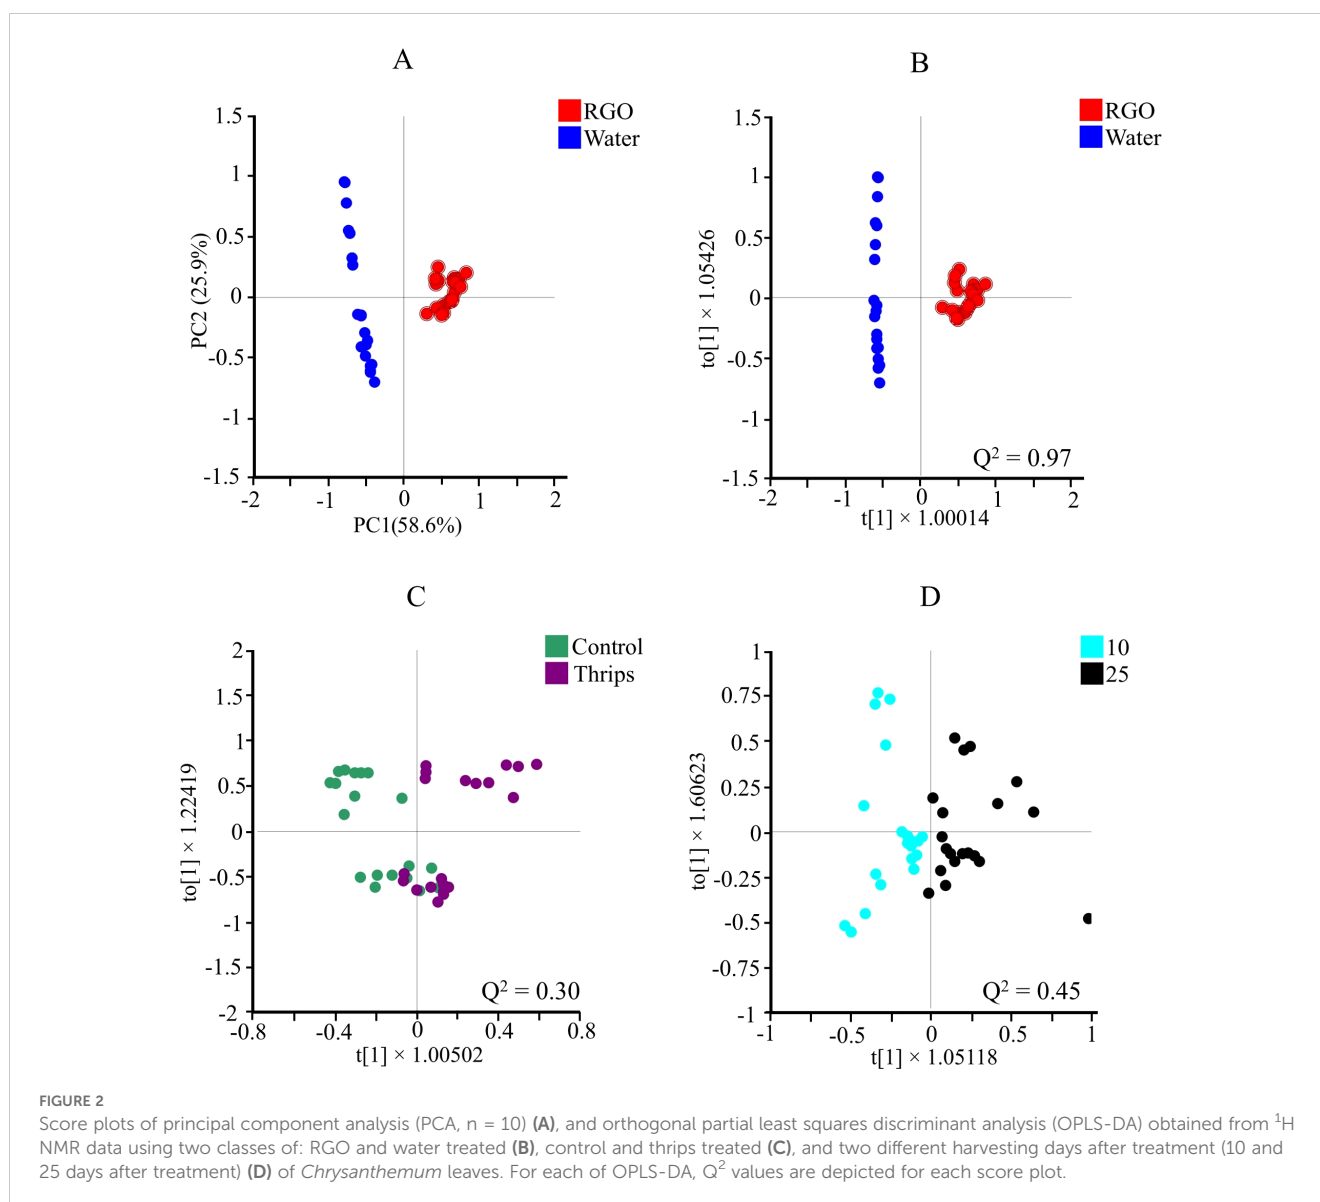 A
RGO
Water
1.5
1
0.5
0
-0.5
-1
-1.5
PC2 (25.9%)
-2
-1
0
1
2
PC1(58.6%)
B
RGO
Water
1.5
1
0.5
0
-0.5
-1
-1.5
to[1] × 1.05426
Q² = 0.97
-2
-1
0
1
2
t[1] × 1.00014
C
Control
Thrips
2
1.5
1
0.5
0
-0.5
-1
-1.5
-2
to[1] × 1.22419
Q² = 0.30
-0.8
-0.4
0
0.4
0.8
t[1] × 1.00502
D
10
25
1
0.75
0.5
0.25
0
-0.25
-0.5
-0.75
-1
to[1] × 1.60623
Q² = 0.45
-1
-0.5
0
0.5
1
t[1] × 1.05118
FIGURE 2
Score plots of principal component analysis (PCA, n = 10) (A), and orthogonal partial least squares discriminant analysis (OPLS-DA) obtained from ¹H
NMR data using two classes of: RGO and water treated (B), control and thrips treated (C), and two different harvesting days after treatment (10 and
25 days after treatment) (D) of Chrysanthemum leaves. For each of OPLS-DA, Q² values are depicted for each score plot.